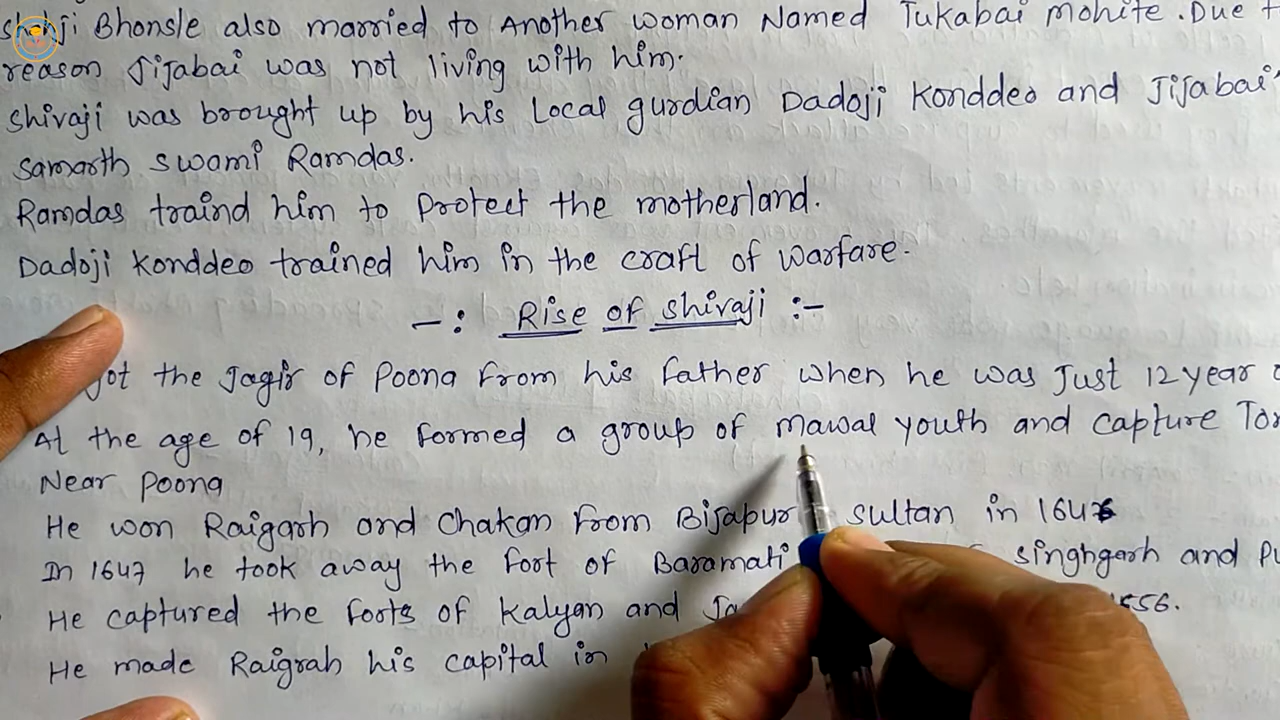 Shahji Bhonsle also married to Another woman Named Tukabai Mohite. Due
reason Jijabai was not living with him.
Shivaji was brought up by his Local gurdian Dadoji Konddeo and Jijabai
Samarth Swami Ramdas.
Ramdas traind him to Protect the motherland.
Dadoji Konddeo trained him in the craft of warfare.
-: Rise of Shivaji :-
got the Jagir of Poona From his Father when he was Just 12 year
At the age of 19, he Formed a group of Mawal youth and capture
Near Poona
He won Raigarh and Chakan From Bijapur Sultan in 1646
In 1647 he took away the fort of Baramati singhgarh and
He captured the forts of Kalyan and 1656.
He made Raigrah his capital in